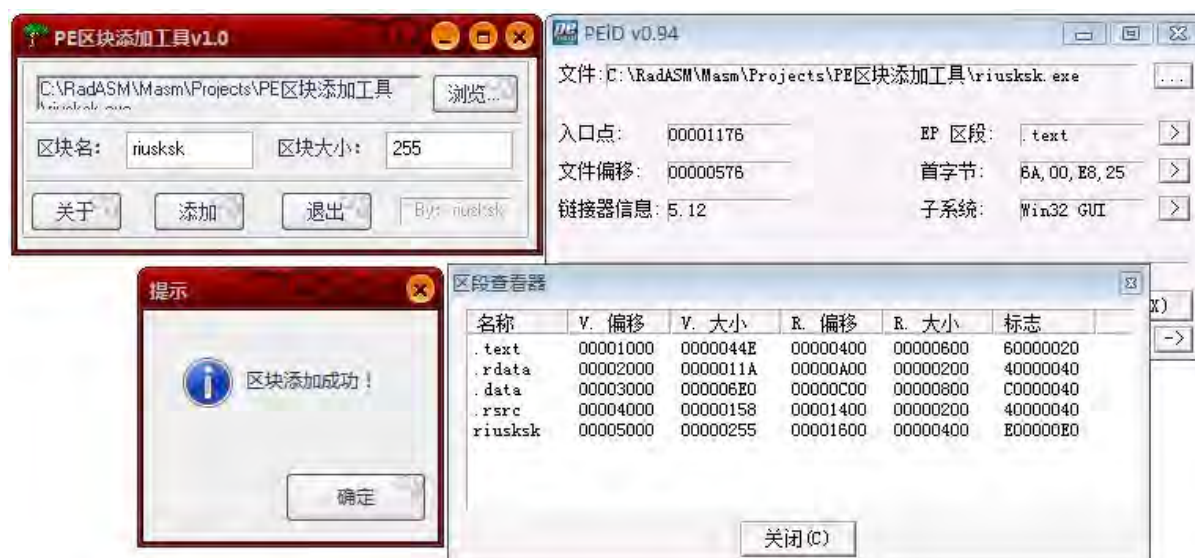 PE区块添加工具v1.0
C:\RadASM\Masm\Projects\PE区块添加工具
浏览...
区块名: riusksk 区块大小: 255
关于 添加 退出 By: riusksk
PEiD v0.94
文件: C:\RadASM\Masm\Projects\PE区块添加工具\riusksk.exe ...
入口点: 00001176 EP 区段: .text >
文件偏移: 00000576 首字节: 6A,00,E8,25 >
链接器信息: 5.12 子系统: Win32 GUI >
X)
->
提示
区块添加成功！
确定
区段查看器
名称 V. 偏移 V. 大小 R. 偏移 R. 大小 标志
.text 00001000 0000044E 00000400 00000600 60000020
.rdata 00002000 0000011A 00000A00 00000200 40000040
.data 00003000 000006E0 00000C00 00000800 C0000040
.rsrc 00004000 00000158 00001400 00000200 40000040
riusksk 00005000 00000255 00001600 00000400 E00000E0
关闭(C)